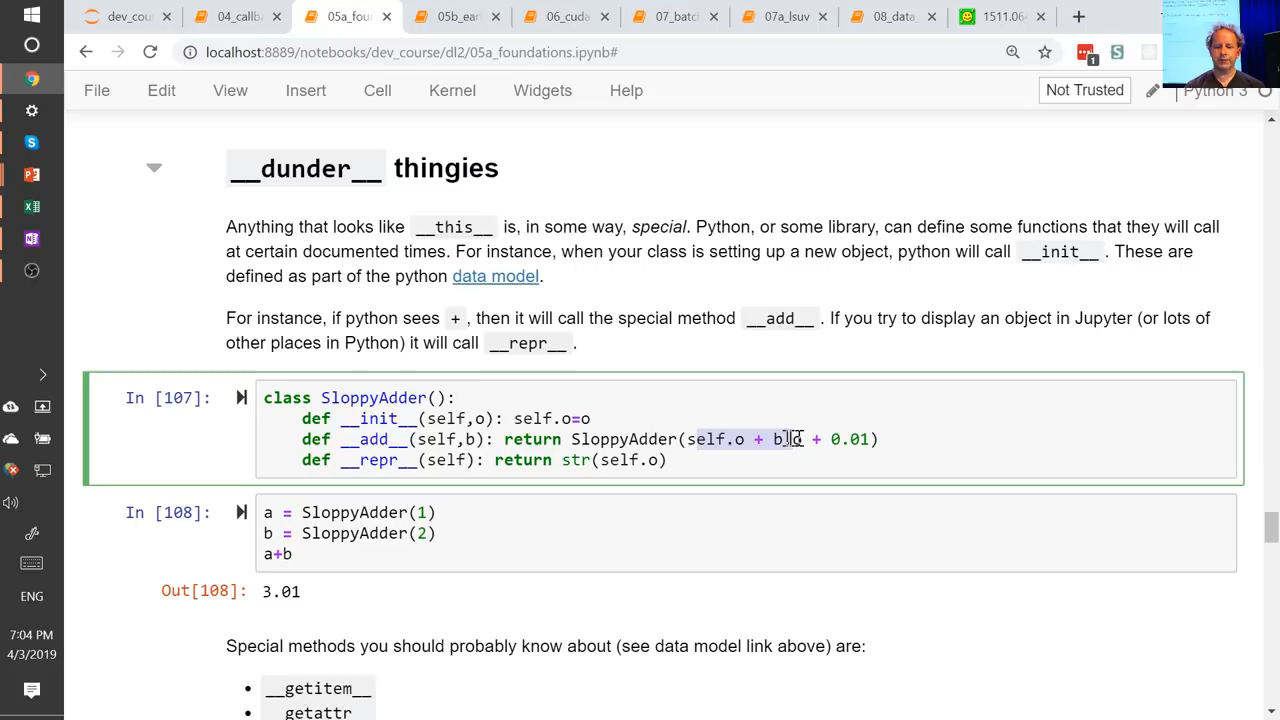 dev_cour
04_callb
05a_fou
05b_ear
06_cuda
07_batc
07a_lsuv
08_data
1511.06
localhost:8889/notebooks/dev_course/dl2/05a_foundations.ipynb#
1
File Edit View Insert Cell Kernel Widgets Help Not Trusted Python 3
__dunder__ thingies
Anything that looks like __this__ is, in some way, special. Python, or some library, can define some functions that they will call
at certain documented times. For instance, when your class is setting up a new object, python will call __init__. These are
defined as part of the python data model.
For instance, if python sees +, then it will call the special method __add__. If you try to display an object in Jupyter (or lots of
other places in Python) it will call __repr__.
In [107]: class SloppyAdder():
def __init__(self,o): self.o=o
def __add__(self,b): return SloppyAdder(self.o + b.o + 0.01)
def __repr__(self): return str(self.o)
In [108]: a = SloppyAdder(1)
b = SloppyAdder(2)
a+b
Out[108]: 3.01
Special methods you should probably know about (see data model link above) are:
• __getitem__
• __getattr__
ENG
7:04 PM
4/3/2019